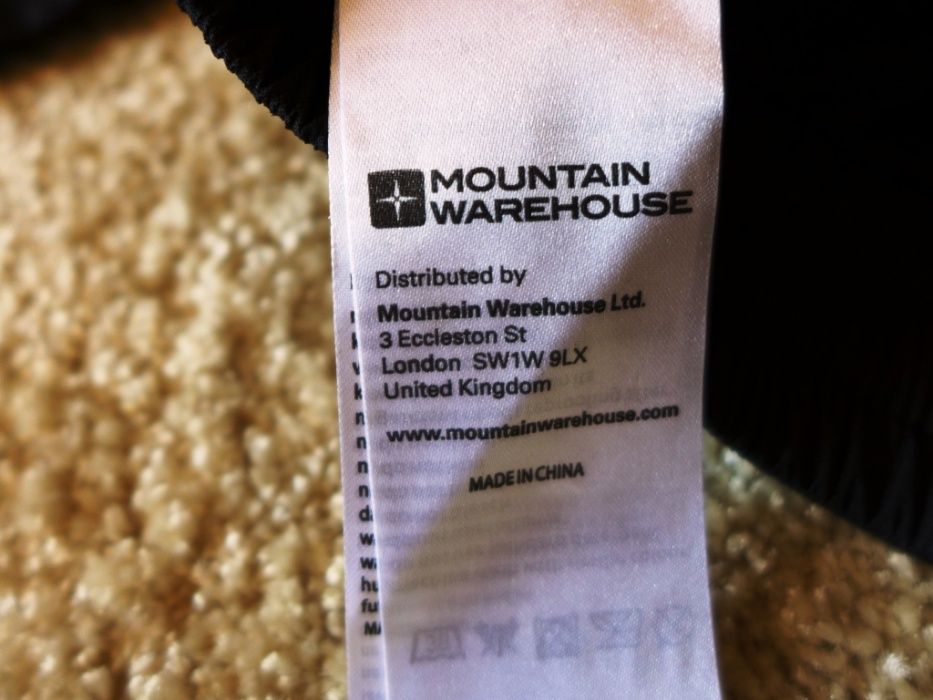 MOUNTAIN
WAREHOUSE
Distributed by
Mountain Warehouse Ltd.
3 Eccleston St
London SW1W 9LX
United Kingdom
www.mountainwarehouse.com
MADE IN CHINA